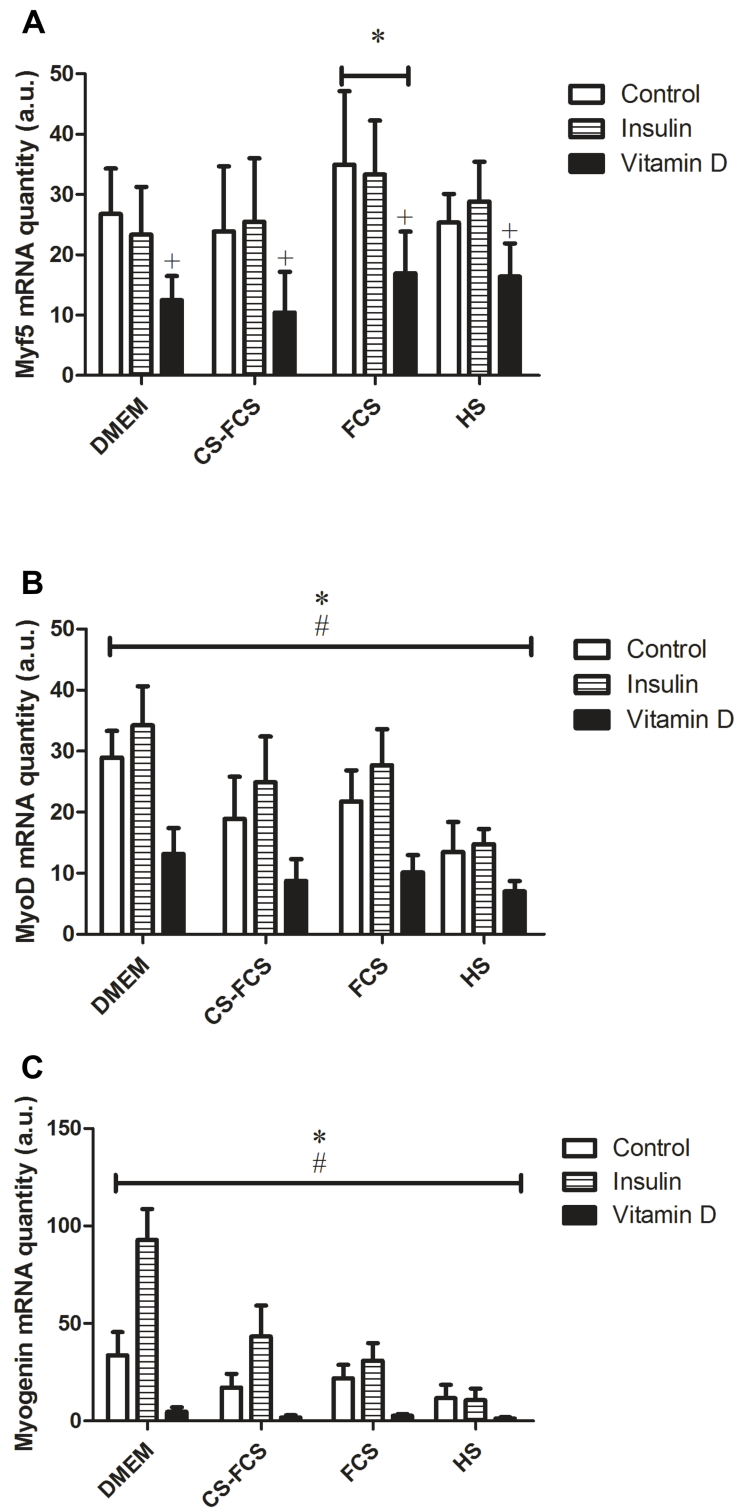 A
*
Myf5 mRNA quantity (a.u.)
50
40
30
20
10
0
+
+
+
+
DMEM
CS-FCS
FCS
HS
Control
Insulin
Vitamin D
B
*
#
MyoD mRNA quantity (a.u.)
50
40
30
20
10
0
DMEM
CS-FCS
FCS
HS
Control
Insulin
Vitamin D
C
*
#
Myogenin mRNA quantity (a.u.)
150
100
50
0
DMEM
CS-FCS
FCS
HS
Control
Insulin
Vitamin D